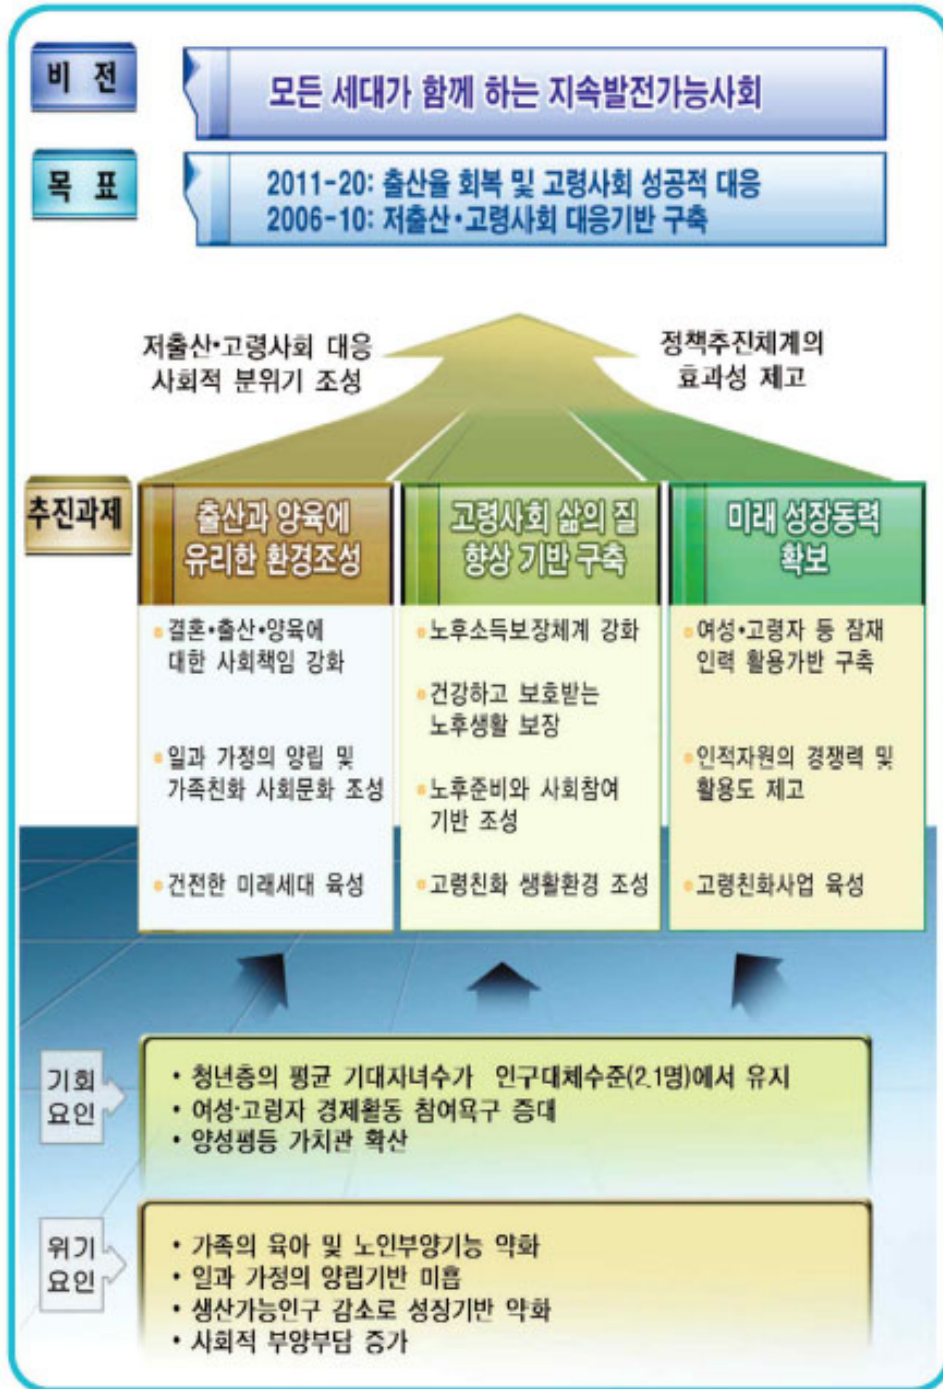 비 전
모든 세대가 함께 하는 지속발전가능사회
목 표
2011-20: 출산율 회복 및 고령사회 성공적 대응
2006-10: 저출산·고령사회 대응기반 구축
저출산·고령사회 대응
사회적 분위기 조성
정책추진체계의
효과성 제고
추진과제
출산과 양육에
유리한 환경조성
• 결혼·출산·양육에
대한 사회책임 강화
• 일과 가정의 양립 및
가족친화 사회문화 조성
• 건전한 미래세대 육성
고령사회 삶의 질
향상 기반 구축
• 노후소득보장체계 강화
• 건강하고 보호받는
노후생활 보장
• 노후준비와 사회참여
기반 조성
• 고령친화 생활환경 조성
미래 성장동력
확보
• 여성·고령자 등 잠재
인력 활용가반 구축
• 인적자원의 경쟁력 및
활용도 제고
• 고령친화사업 육성
기회
요인
• 청년층의 평균 기대자녀수가 인구대체수준(2.1명)에서 유지
• 여성·고령자 경제활동 참여욕구 증대
• 양성평등 가치관 확산
위기
요인
• 가족의 육아 및 노인부양기능 약화
• 일과 가정의 양립기반 미흡
• 생산가능인구 감소로 성장기반 약화
• 사회적 부양부담 증가